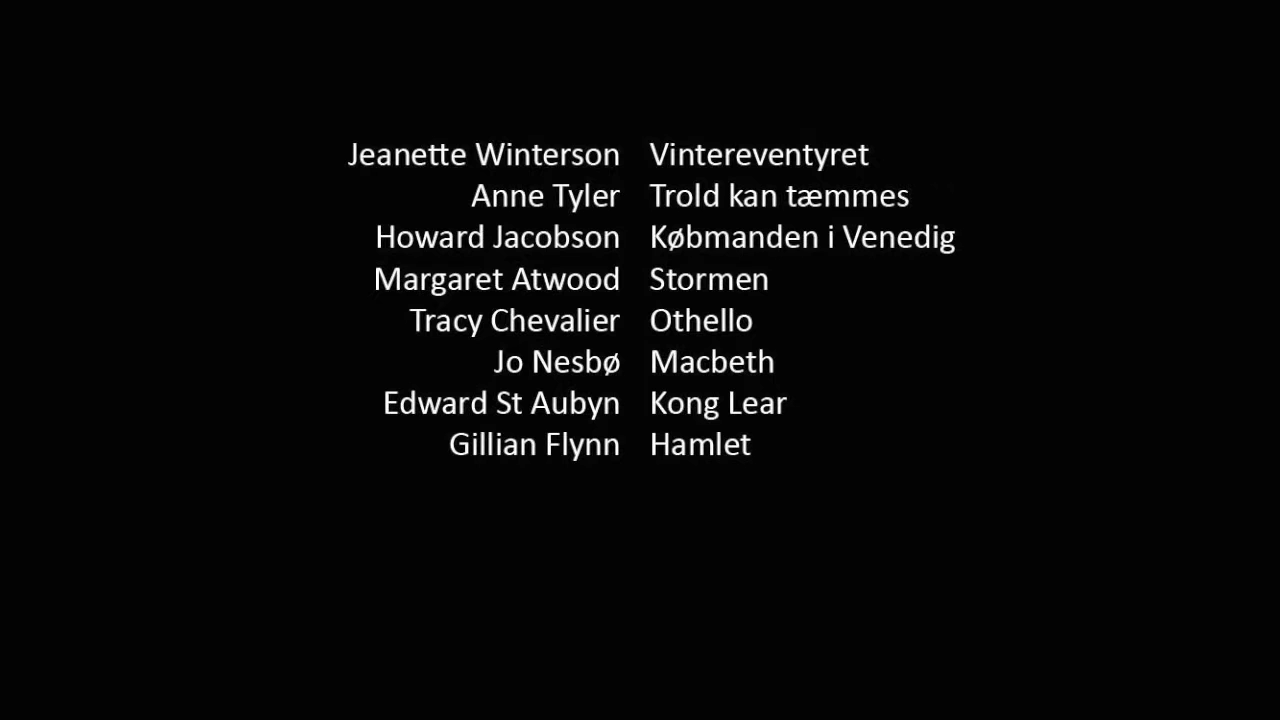 Jeanette Winterson Vintereventyret
Anne Tyler Trold kan tæmmes
Howard Jacobson Købmanden i Venedig
Margaret Atwood Stormen
Tracy Chevalier Othello
Jo Nesbø Macbeth
Edward St Aubyn Kong Lear
Gillian Flynn Hamlet